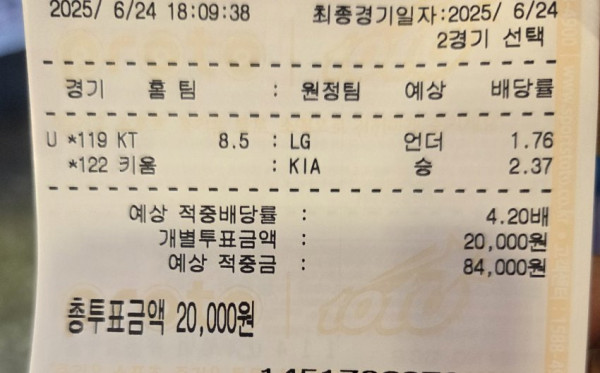 2025/ 6/24 18:09:38 최종경기일자:2025/ 6/24
2경기 선택
경기 홈 팀 : 원정팀 예상 배당률
U *119 KT 8.5 : LG 언더 1.76
*122 키움 : KIA 승 2.37
예상 적중배당률 : 4.20배
개별투표금액 : 20,000원
예상 적중금 : 84,000원
총투표금액 20,000원